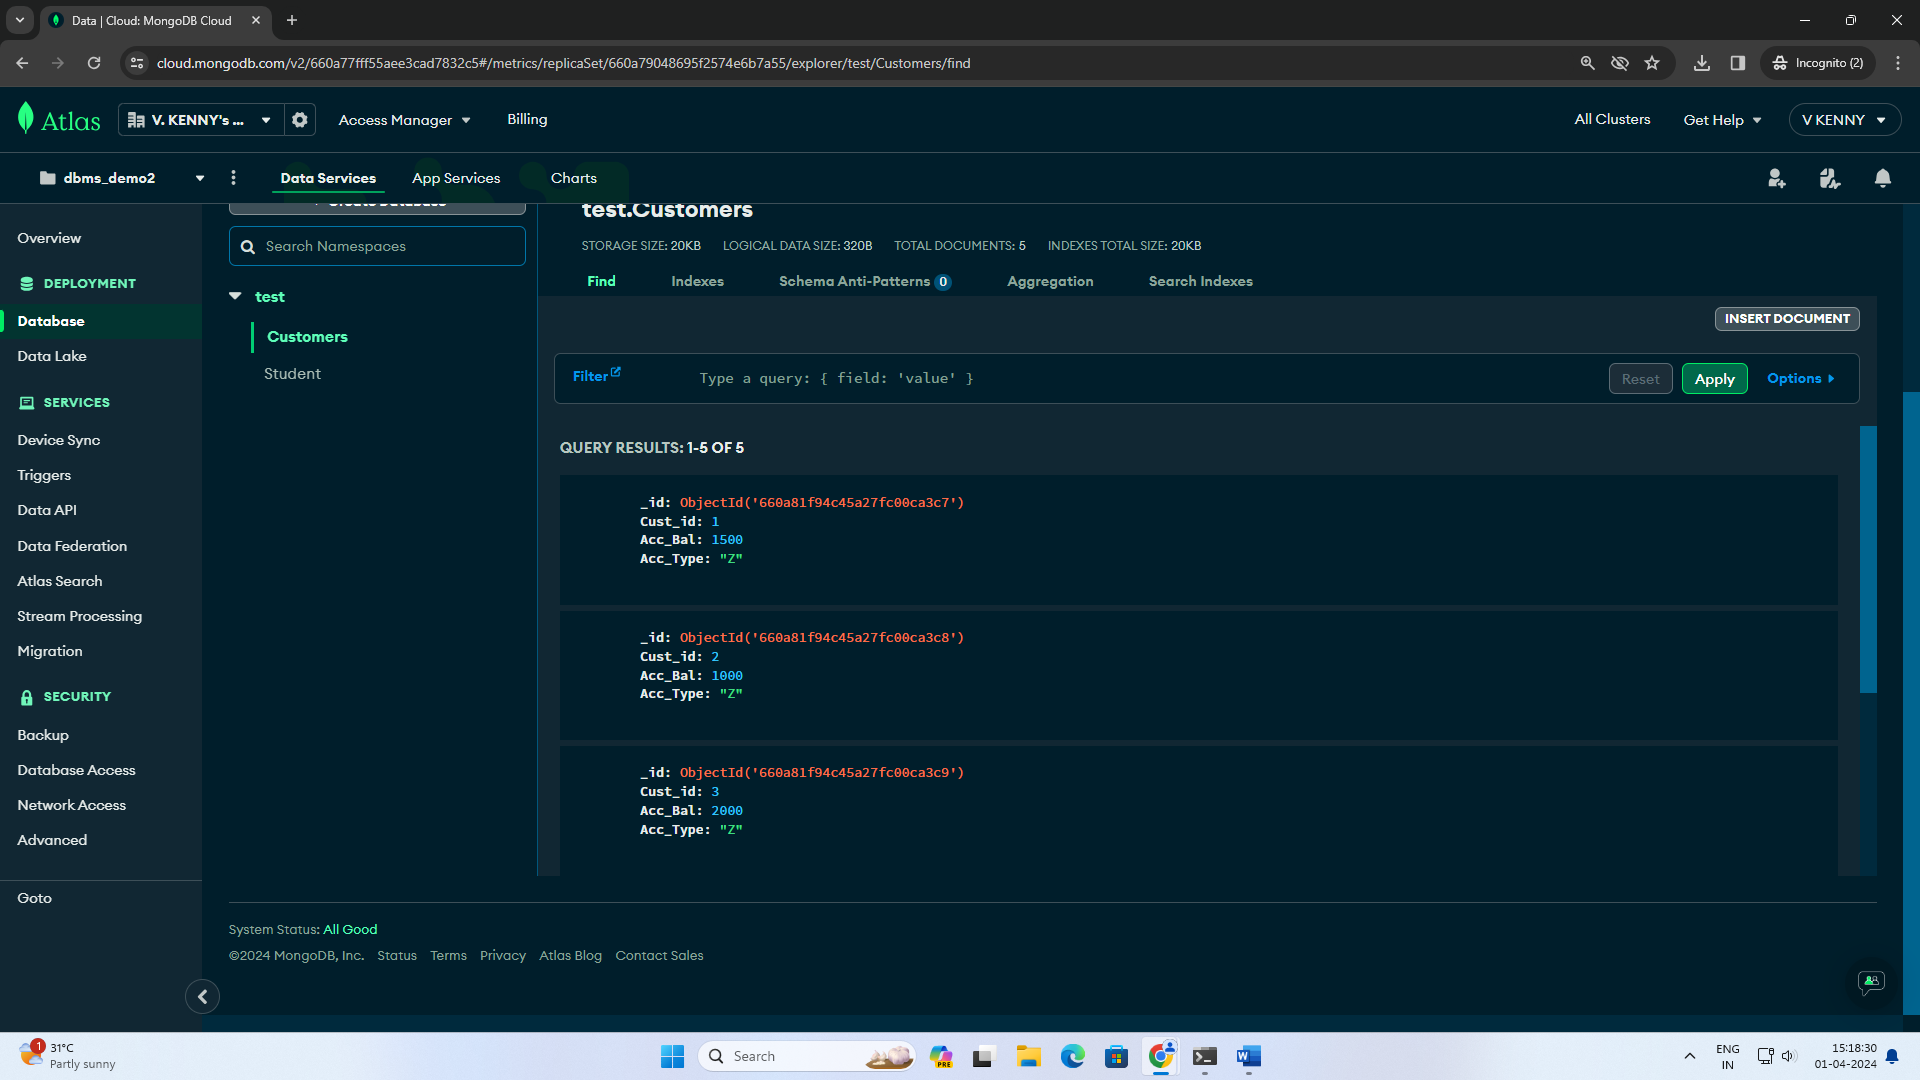 Data | Cloud: MongoDB Cloud
cloud.mongodb.com/v2/660a77fff55aee3cad7832c5#/metrics/replicaSet/660a79048695f2574e6b7a55/explorer/test/Customers/find
Incognito (2)
Atlas
V. KENNY's ...
Access Manager
Billing
All Clusters
Get Help
V KENNY
dbms_demo2
Data Services
App Services
Charts
Overview
DEPLOYMENT
Database
Data Lake
SERVICES
Device Sync
Triggers
Data API
Data Federation
Atlas Search
Stream Processing
Migration
SECURITY
Backup
Database Access
Network Access
Advanced
Goto
Create Database
Search Namespaces
test
Customers
Student
test.Customers
STORAGE SIZE: 20KB LOGICAL DATA SIZE: 320B TOTAL DOCUMENTS: 5 INDEXES TOTAL SIZE: 20KB
Find Indexes Schema Anti-Patterns 0 Aggregation Search Indexes
INSERT DOCUMENT
Filter Type a query: { field: 'value' } Reset Apply Options
QUERY RESULTS: 1-5 OF 5
_id: ObjectId('660a81f94c45a27fc00ca3c7')
Cust_id: 1
Acc_Bal: 1500
Acc_Type: "Z"
_id: ObjectId('660a81f94c45a27fc00ca3c8')
Cust_id: 2
Acc_Bal: 1000
Acc_Type: "Z"
_id: ObjectId('660a81f94c45a27fc00ca3c9')
Cust_id: 3
Acc_Bal: 2000
Acc_Type: "Z"
System Status: All Good
©2024 MongoDB, Inc. Status Terms Privacy Atlas Blog Contact Sales
1
31°C
Partly sunny
Search
PRE
ENG
IN
15:18:30
01-04-2024